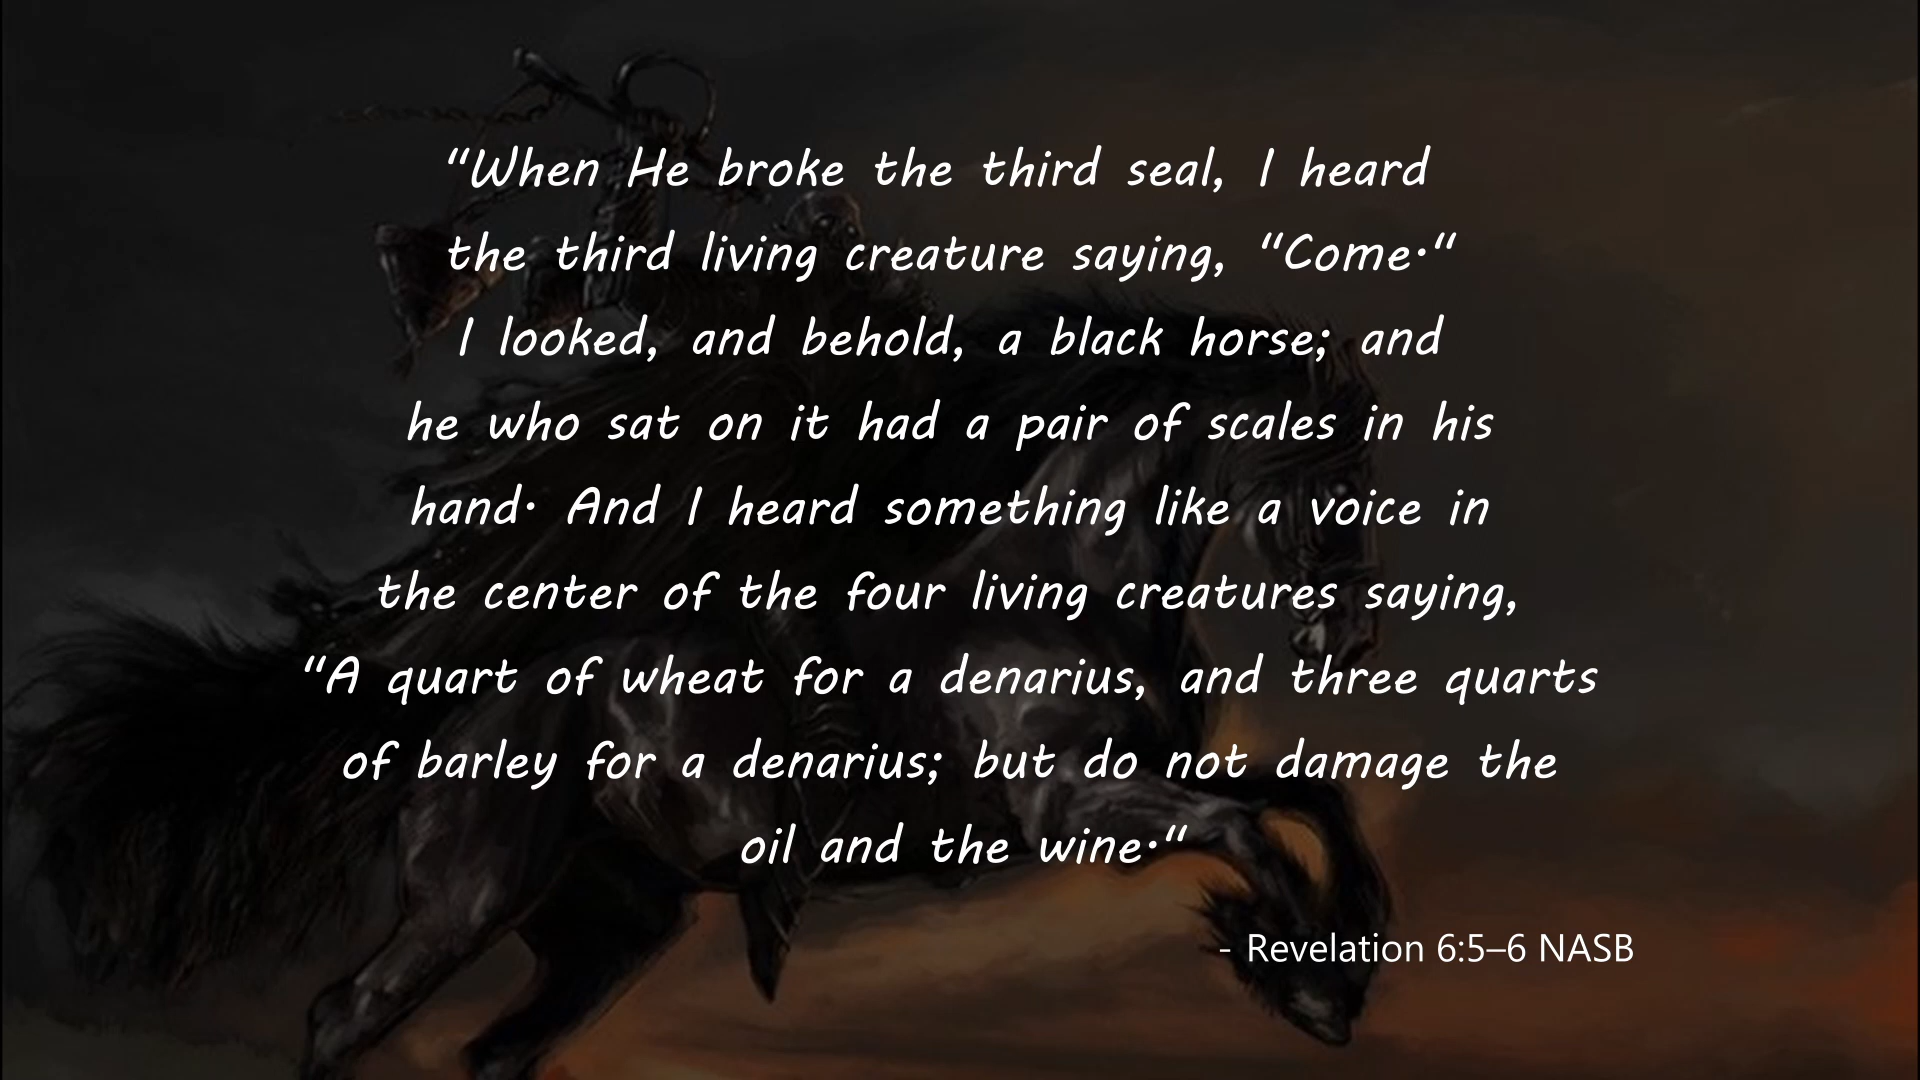 “When He broke the third seal, I heard
the third living creature saying, “Come.“
I looked, and behold, a black horse; and
he who sat on it had a pair of scales in his
hand. And I heard something like a voice in
the center of the four living creatures saying,
“A quart of wheat for a denarius, and three quarts
of barley for a denarius; but do not damage the
oil and the wine.“
- Revelation 6:5–6 NASB